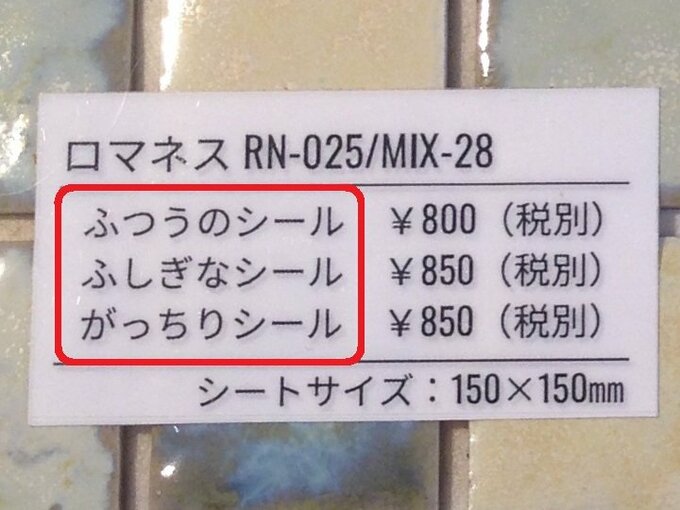 ロマネス RN-025/MIX-28
ふつうのシール ￥800（税別）
ふしぎなシール ￥850（税別）
がっちりシール ￥850（税別）
シートサイズ：150×150㎜